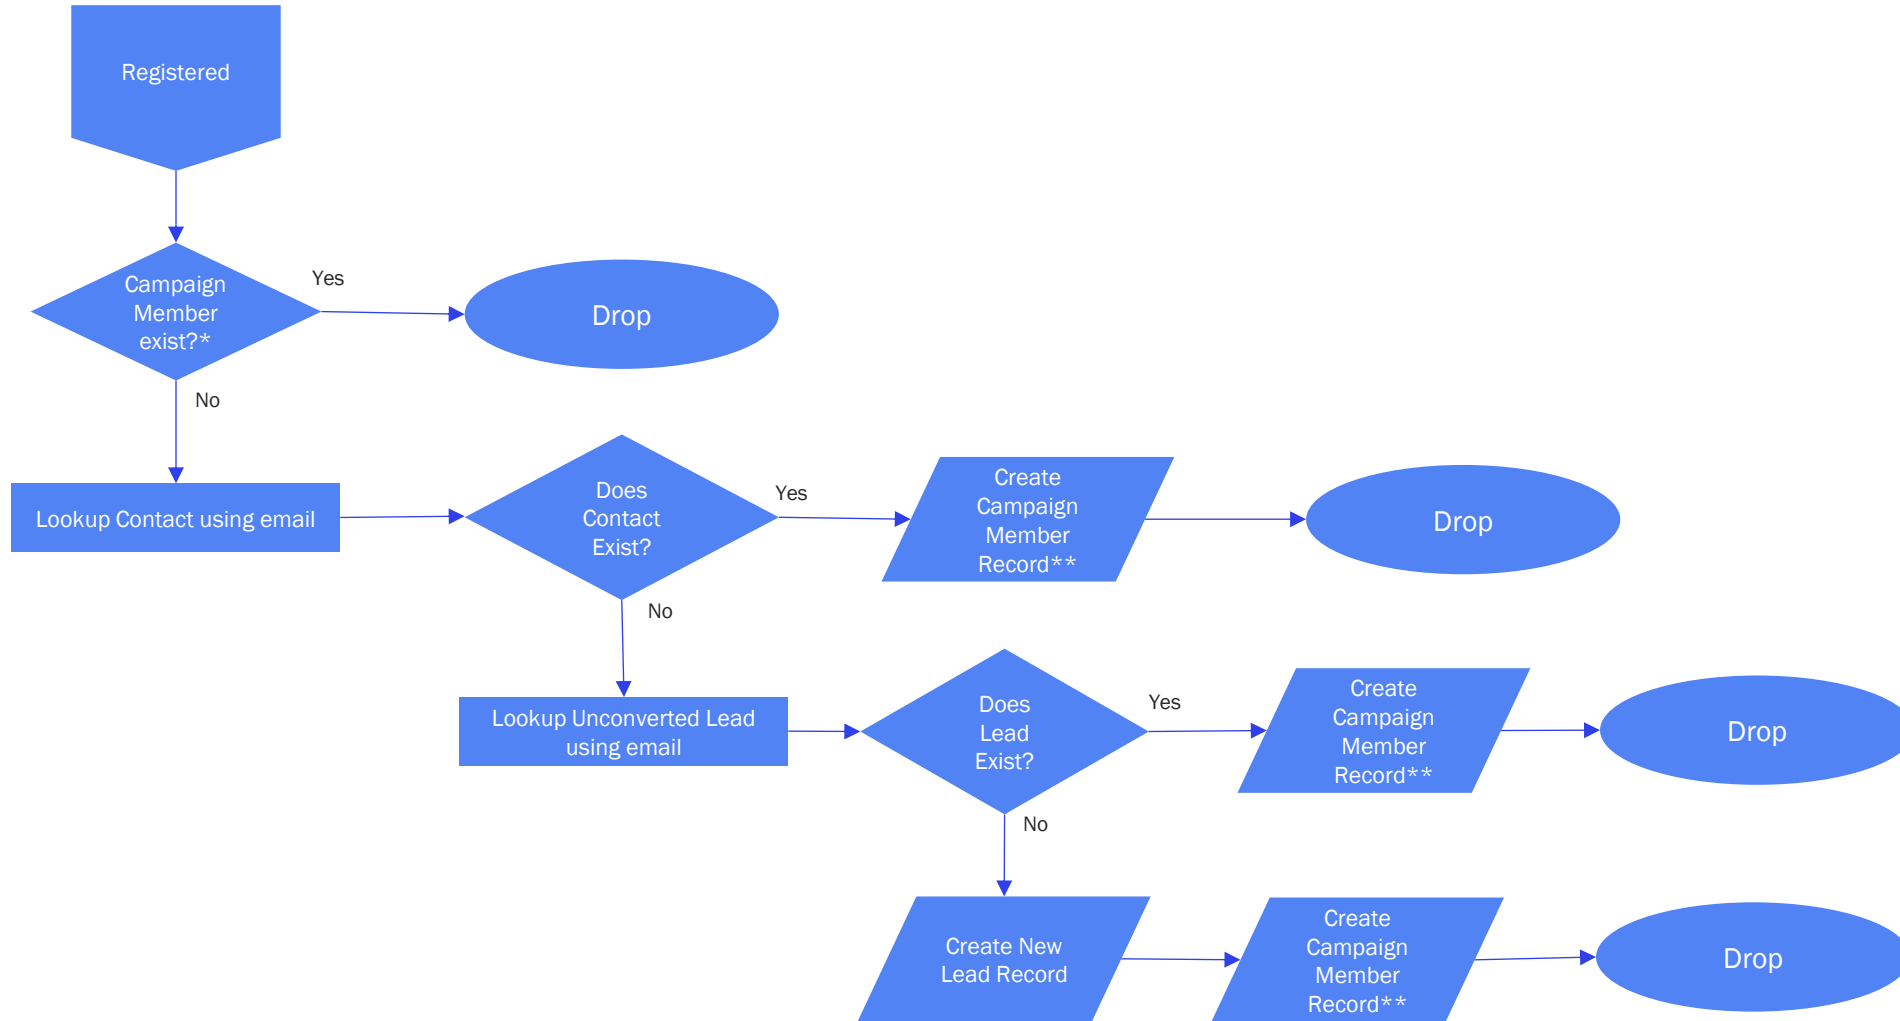 Registered
Campaign
Member
exist?*
Yes
Drop
No
Lookup Contact using email
Does
Contact
Exist?
Yes
Create
Campaign
Member
Record**
Drop
No
Lookup Unconverted Lead
using email
Does
Lead
Exist?
Yes
Create
Campaign
Member
Record**
Drop
No
Create New
Lead Record
Create
Campaign
Member
Record**
Drop